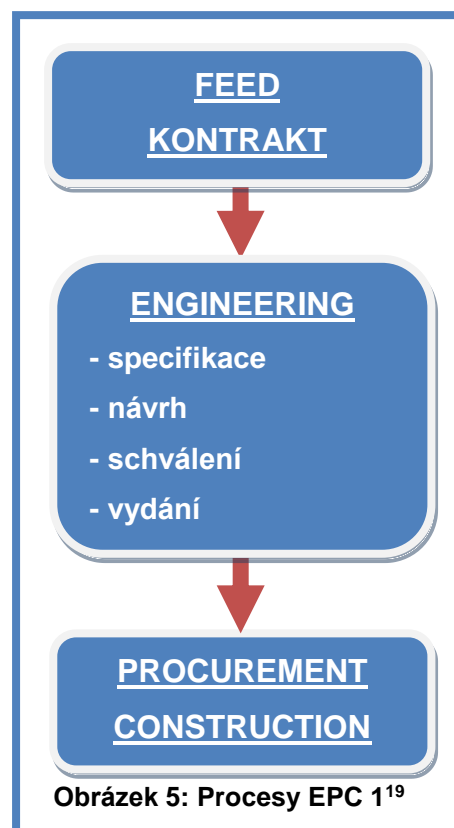 FEED
KONTRAKT
ENGINEERING
- specifikace
- návrh
- schválení
- vydání
PROCUREMENT
CONSTRUCTION
Obrázek 5: Procesy EPC 1¹⁹